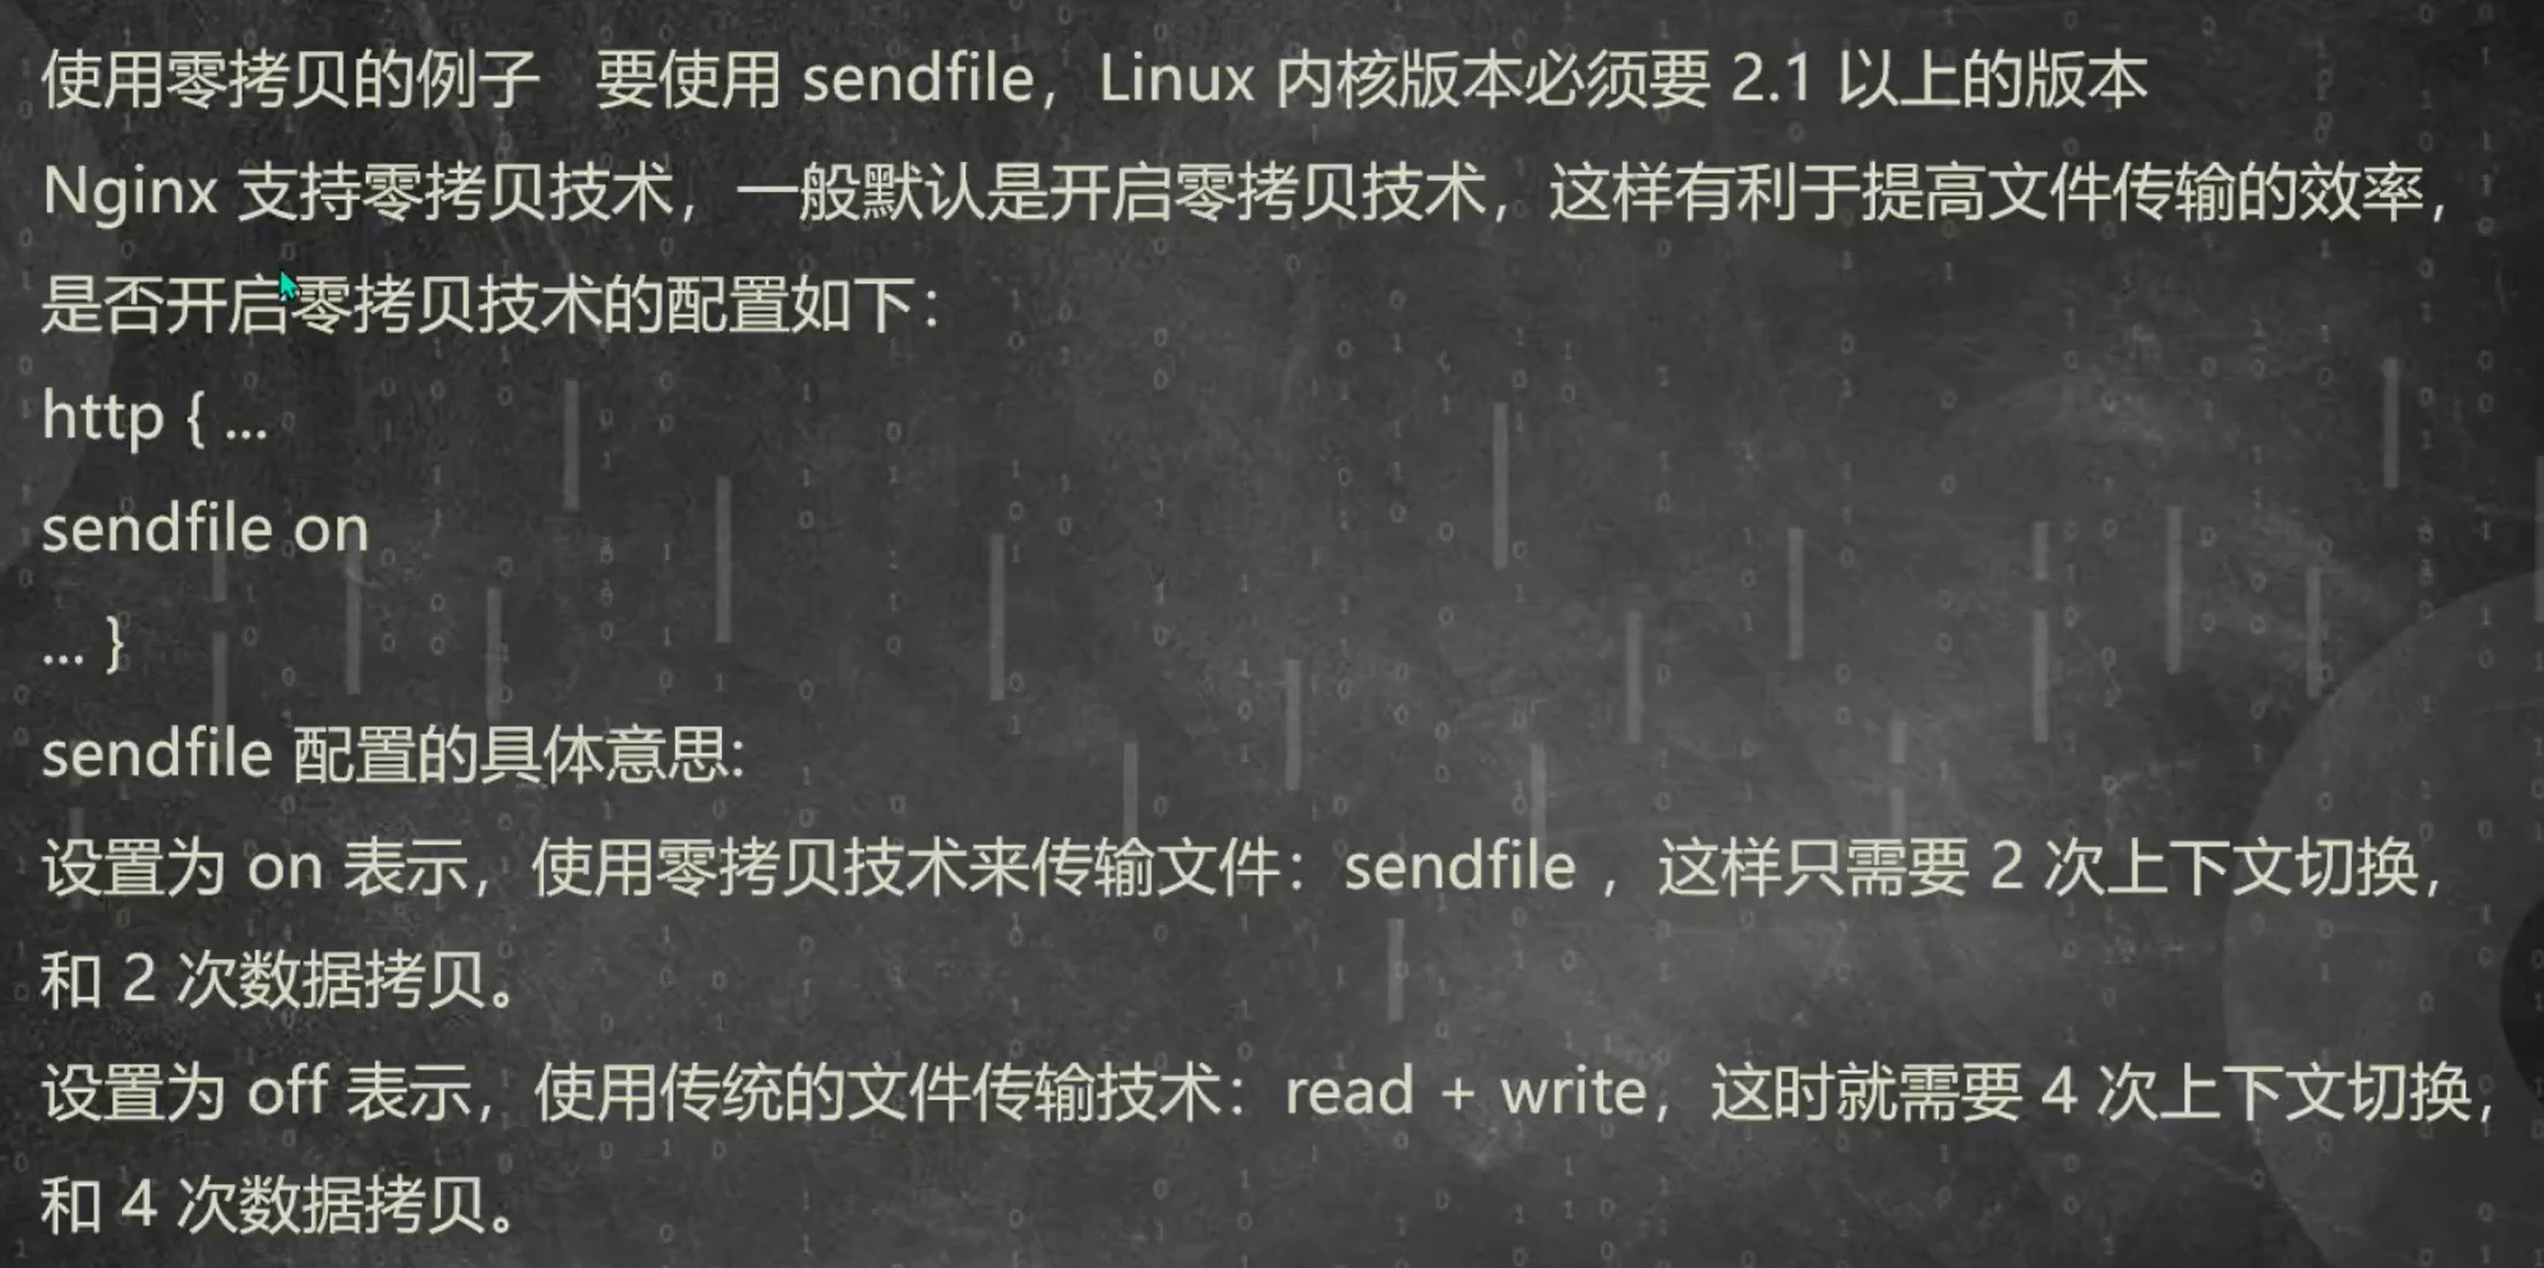 使用零拷贝的例子　要使用 sendfile，Linux 内核版本必须要 2.1 以上的版本
Nginx 支持零拷贝技术，一般默认是开启零拷贝技术，这样有利于提高文件传输的效率，
是否开启零拷贝技术的配置如下：
http { ...
sendfile on
... }
sendfile 配置的具体意思:
设置为 on 表示，使用零拷贝技术来传输文件：sendfile ，这样只需要 2 次上下文切换，
和 2 次数据拷贝。
设置为 off 表示，使用传统的文件传输技术：read + write，这时就需要 4 次上下文切换，
和 4 次数据拷贝。